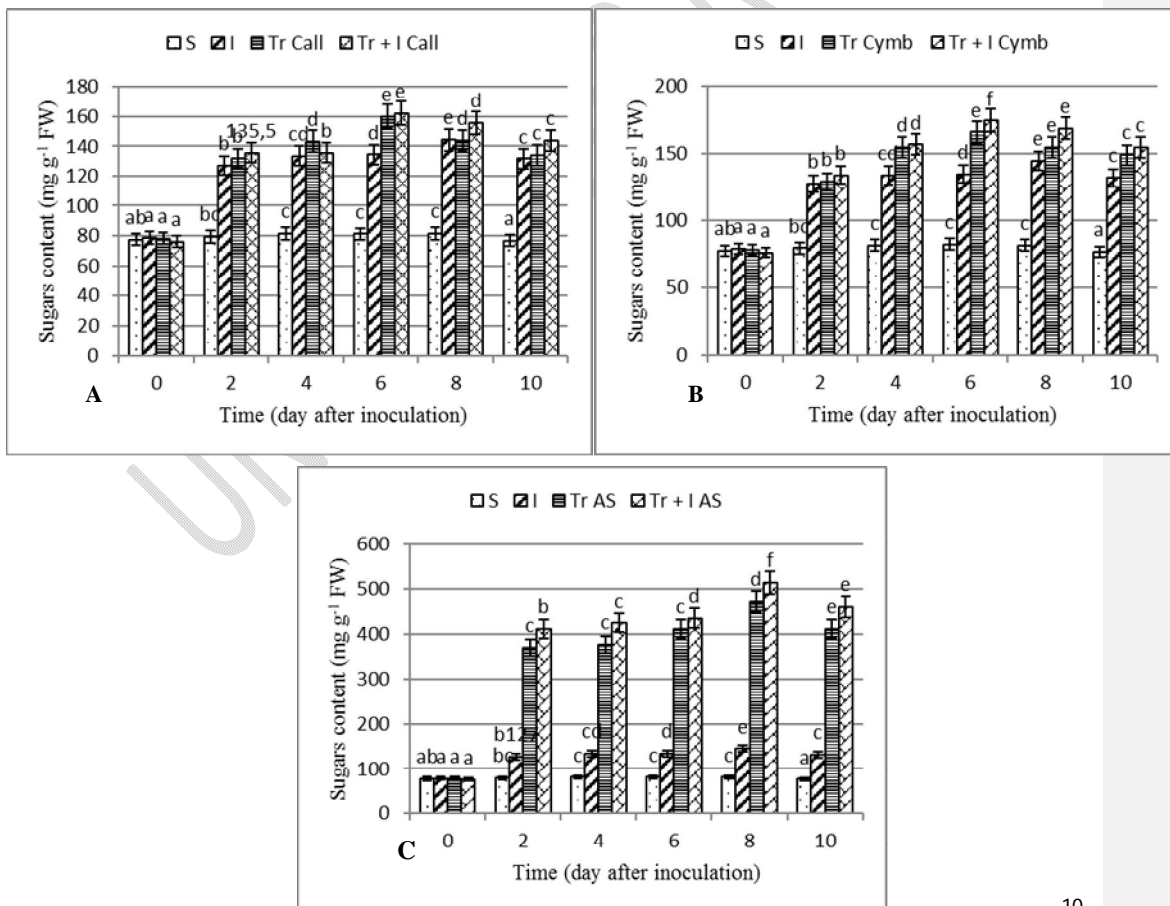 S I Tr Call Tr + I Call
Sugars content (mg g-1 FW)
180
160
140
120
100
80
60
40
20
0
ab a a a
bc b b 135,5
c cd d b
c d e e
c e d d
a c c c
0 2 4 6 8 10
A
Time (day after inoculation)
S I Tr Cymb Tr + I Cymb
Sugars content (mg g-1 FW)
200
150
100
50
0
ab a a a
bc b b b
c cd d d
c d e f
c e e e
a c c c
0 2 4 6 8 10
B
Time (day after inoculation)
S I Tr AS Tr + I AS
Sugars content (mg g-1 FW)
600
500
400
300
200
100
0
ab a a a
bc c b
c cd c c
c d c d
c e d f
a c e e
0 2 4 6 8 10
C
Time (day after inoculation)
10